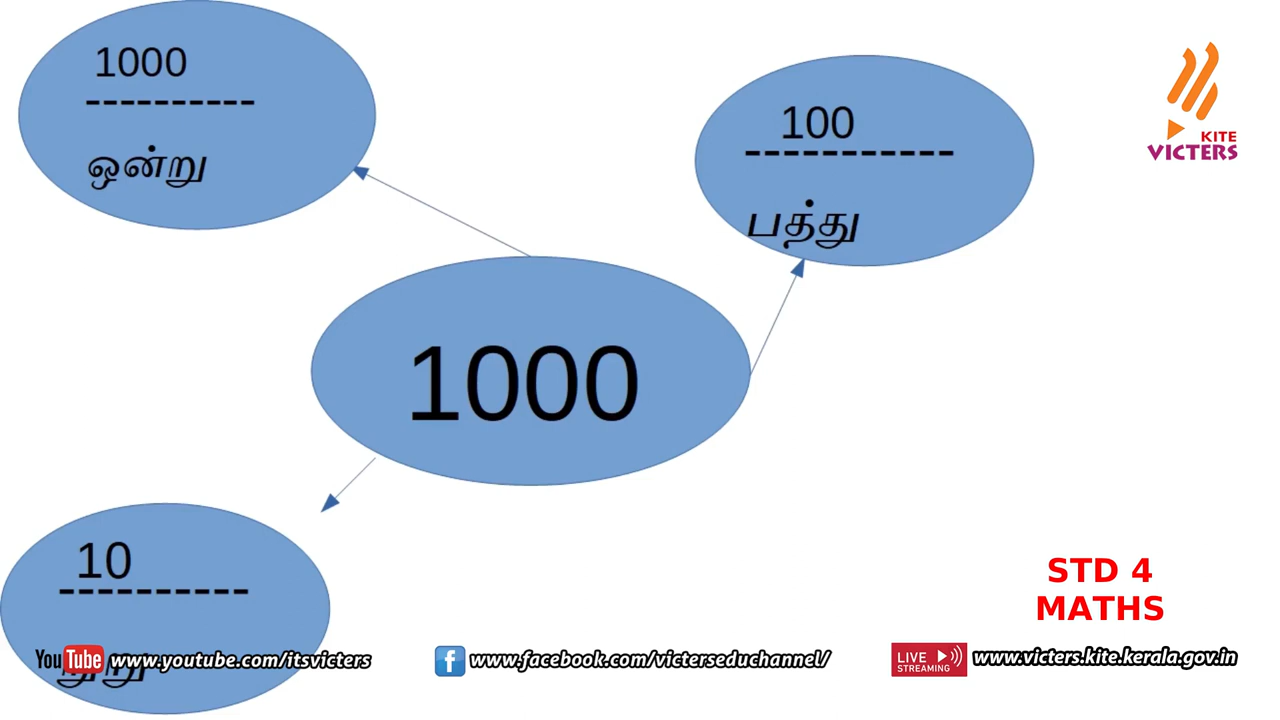 1000
----------
ஒன்று
100
-----------
பத்து
KITE
VICTERS
1000
10
----------
STD 4
MATHS
YouTube www.youtube.com/itsvicters
f www.facebook.com/victerseduchannel/
LIVE STREAMING www.victers.kite.kerala.gov.in